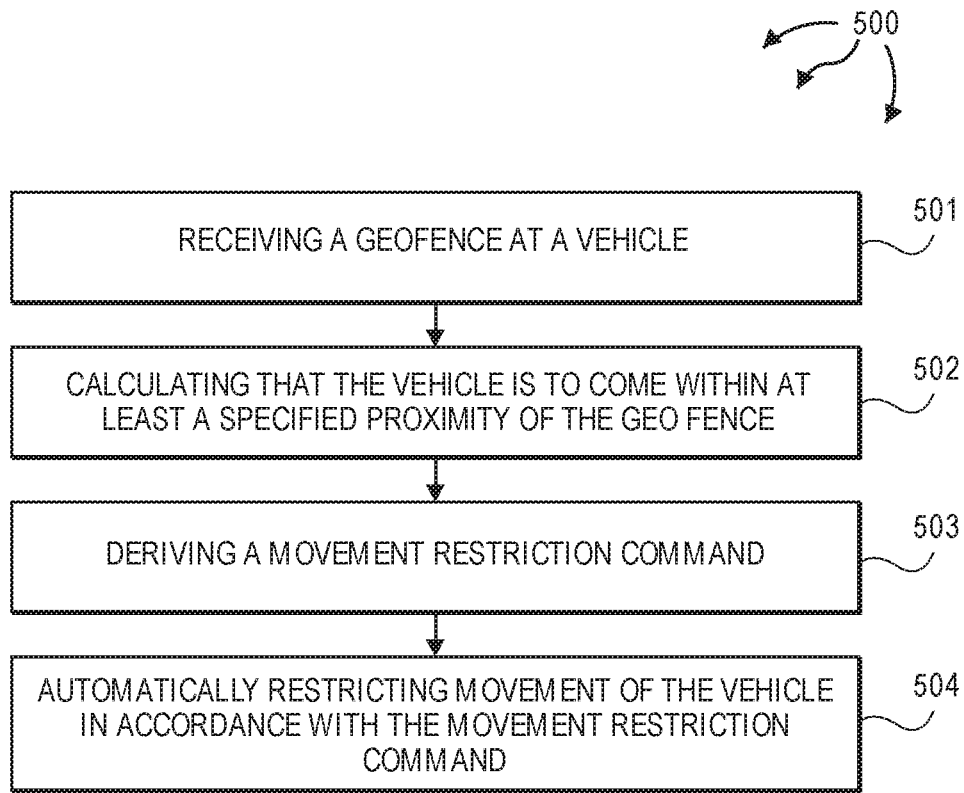 500
RECEIVING A GEOFENCE AT A VEHICLE
501
CALCULATING THAT THE VEHICLE IS TO COME WITHIN AT
LEAST A SPECIFIED PROXIMITY OF THE GEO FENCE
502
DERIVING A MOVEMENT RESTRICTION COMMAND
503
AUTOMATICALLY RESTRICTING MOVEMENT OF THE VEHICLE
IN ACCORDANCE WITH THE MOVEMENT RESTRICTION
COMMAND
504